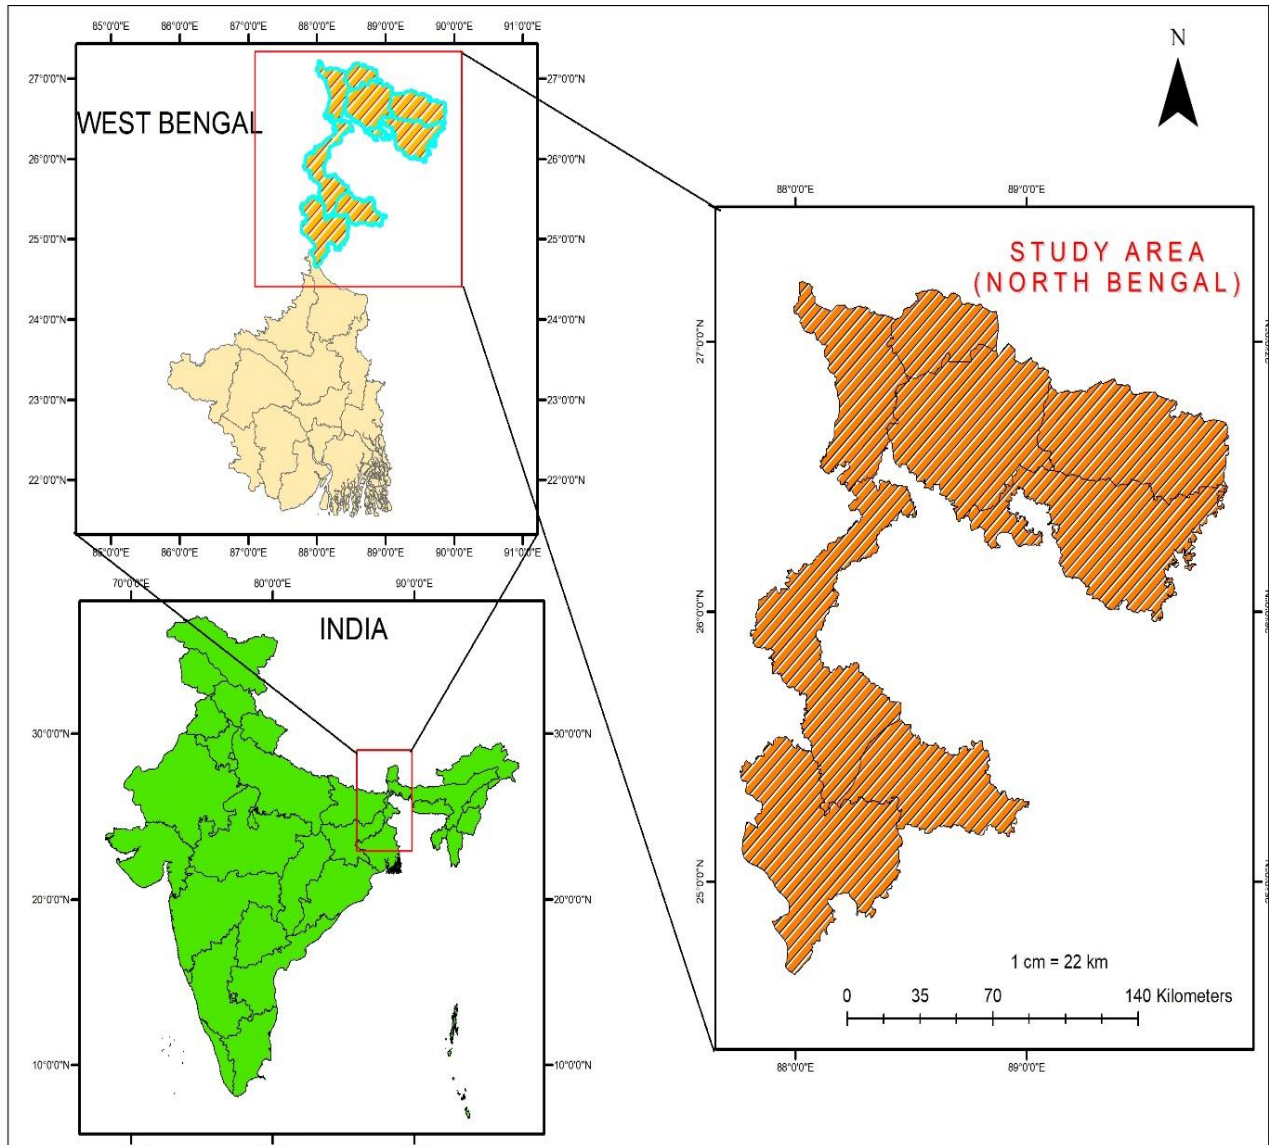 85°0'0"E 86°0'0"E 87°0'0"E 88°0'0"E 89°0'0"E 90°0'0"E 91°0'0"E
N
27°0'0"N
27°0'0"N
WEST BENGAL
26°0'0"N
26°0'0"N
25°0'0"N
25°0'0"N
24°0'0"N
24°0'0"N
23°0'0"N
23°0'0"N
22°0'0"N
22°0'0"N
85°0'0"E 86°0'0"E 87°0'0"E 88°0'0"E 89°0'0"E 90°0'0"E 91°0'0"E
88°0'0"E 89°0'0"E
STUDY AREA
(NORTH BENGAL)
27°0'0"N
26°0'0"N
25°0'0"N
1 cm = 22 km
0 35 70 140 Kilometers
88°0'0"E 89°0'0"E
70°0'0"E 80°0'0"E 90°0'0"E
INDIA
30°0'0"N
30°0'0"N
20°0'0"N
20°0'0"N
10°0'0"N
10°0'0"N